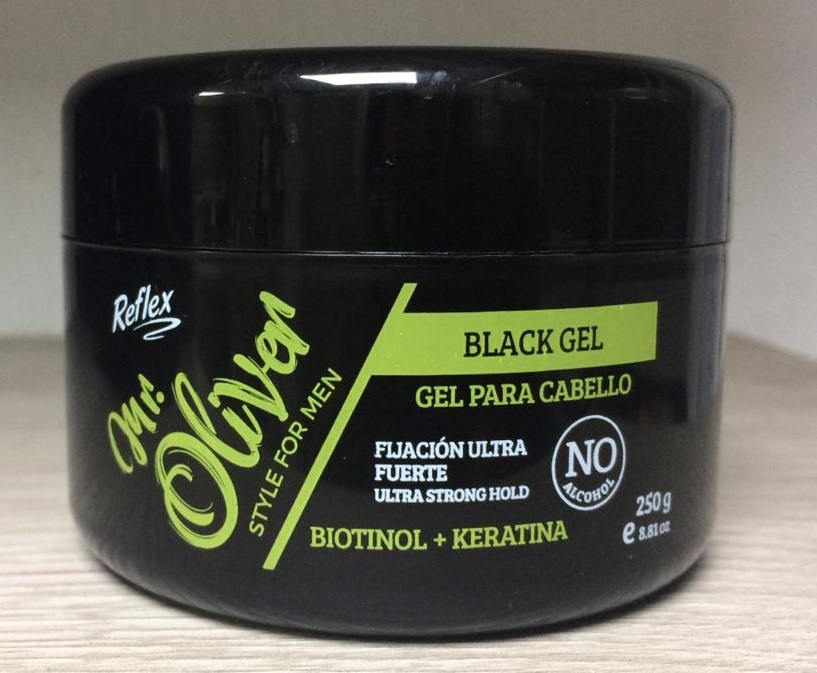 Reflex
Mr.
Oliver
STYLE FOR MEN
BLACK GEL
GEL PARA CABELLO
FIJACIÓN ULTRA
FUERTE
ULTRA STRONG HOLD
NO
ALCOHOL
BIOTINOL + KERATINA
250 g
e 8.81 oz